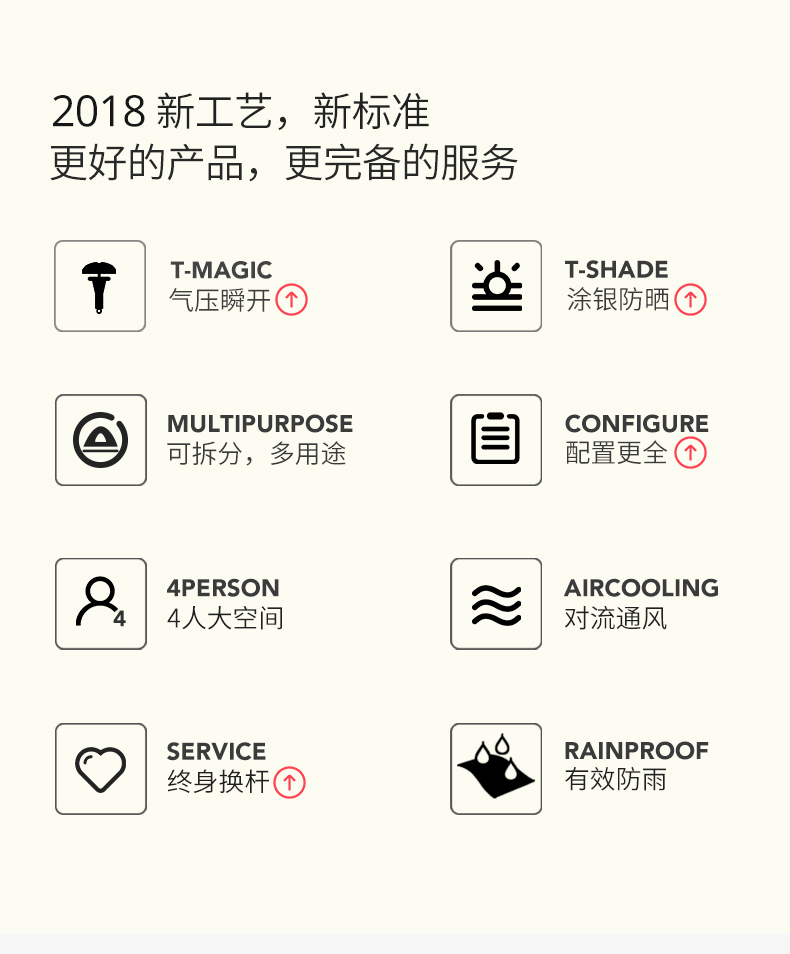 2018 新工艺，新标准
更好的产品，更完备的服务
T-MAGIC
气压瞬开
T-SHADE
涂银防晒
MULTIPURPOSE
可拆分，多用途
CONFIGURE
配置更全
4
4PERSON
4人大空间
AIRCOOLING
对流通风
SERVICE
终身换杆
RAINPROOF
有效防雨